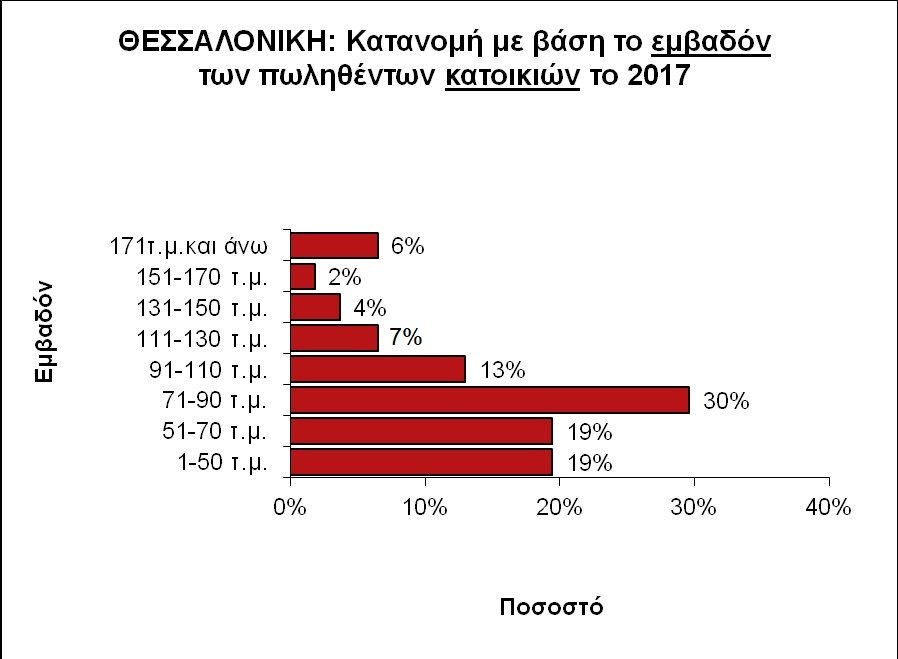 ΘΕΣΣΑΛΟΝΙΚΗ: Κατανομή με βάση το εμβαδόν
των πωληθέντων κατοικιών το 2017
Εμβαδόν
171τ.μ.και άνω 6%
151-170 τ.μ. 2%
131-150 τ.μ. 4%
111-130 τ.μ. 7%
91-110 τ.μ. 13%
71-90 τ.μ. 30%
51-70 τ.μ. 19%
1-50 τ.μ. 19%
0% 10% 20% 30% 40%
Ποσοστό